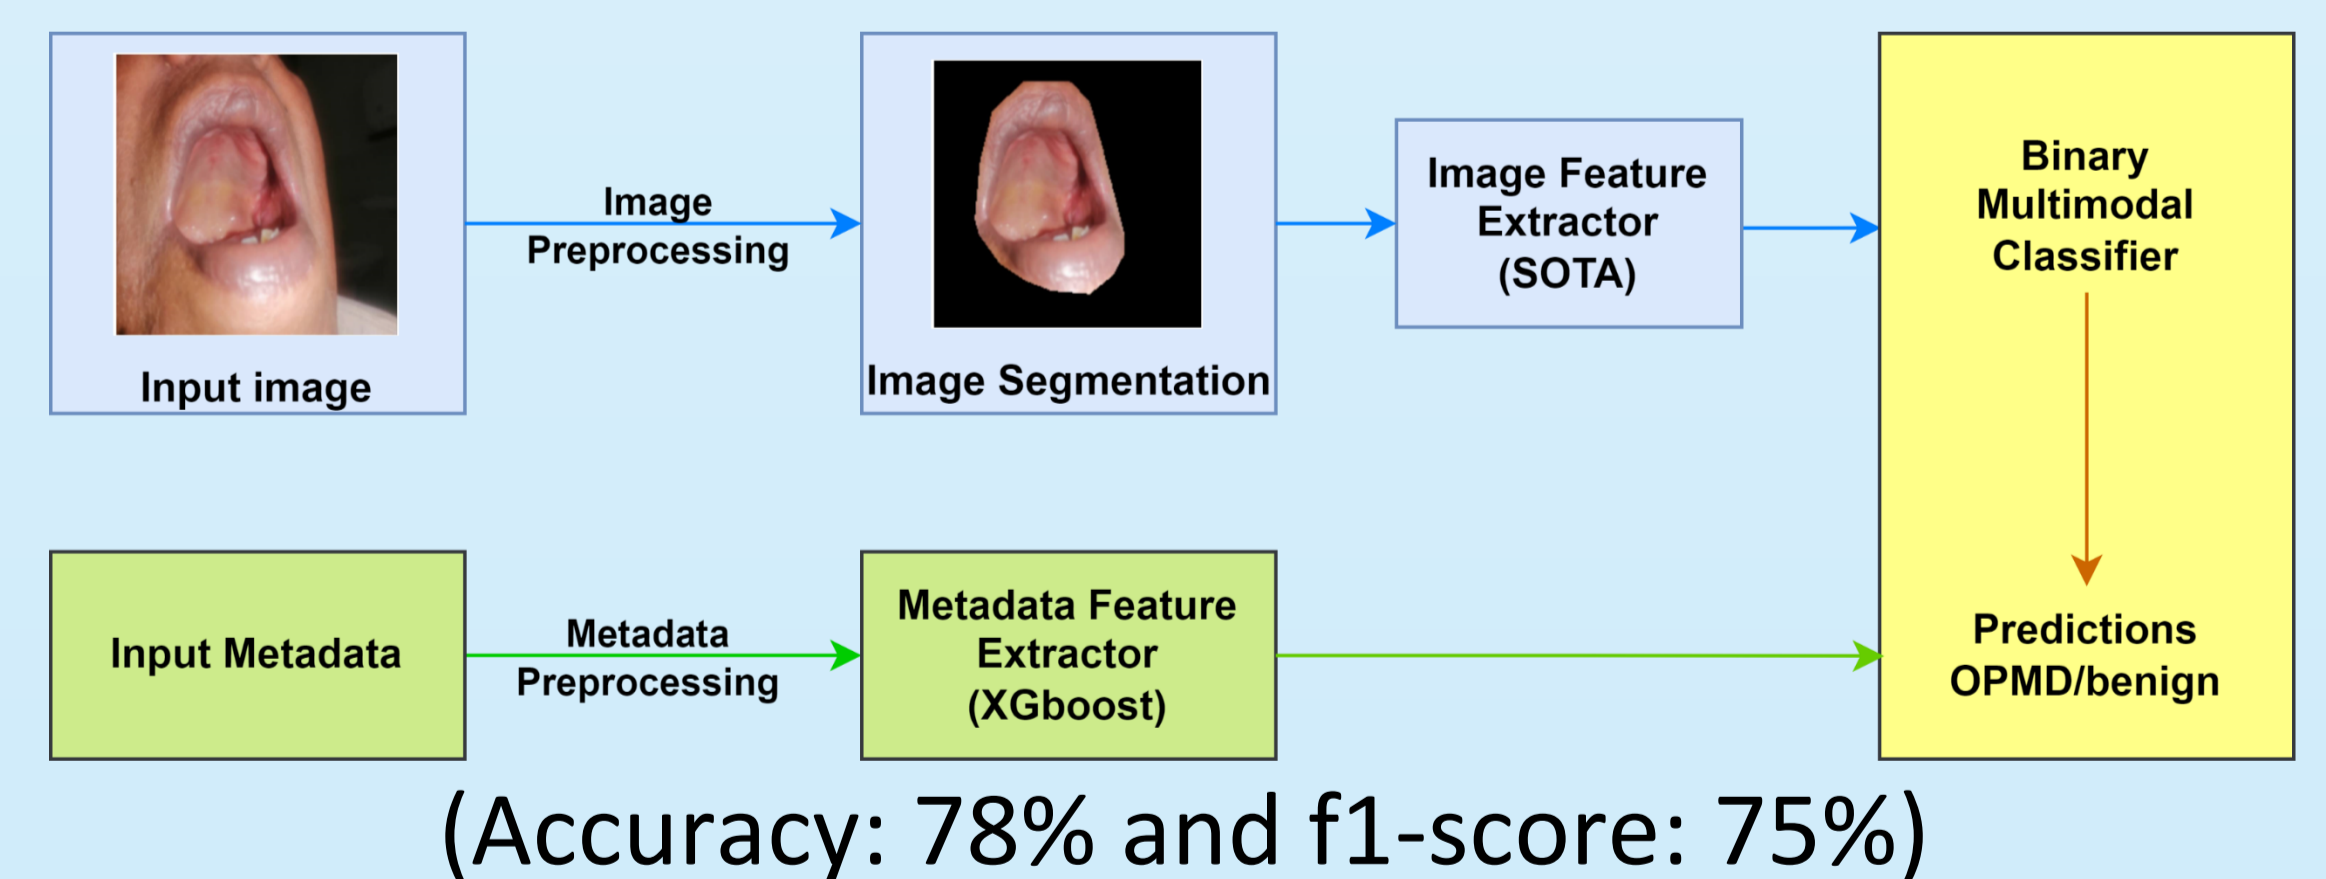 Input image
Image
Preprocessing
Image Segmentation
Image Feature
Extractor
(SOTA)
Binary
Multimodal
Classifier
Input Metadata
Metadata
Preprocessing
Metadata Feature
Extractor
(XGboost)
Predictions
OPMD/benign
(Accuracy: 78% and f1-score: 75%)